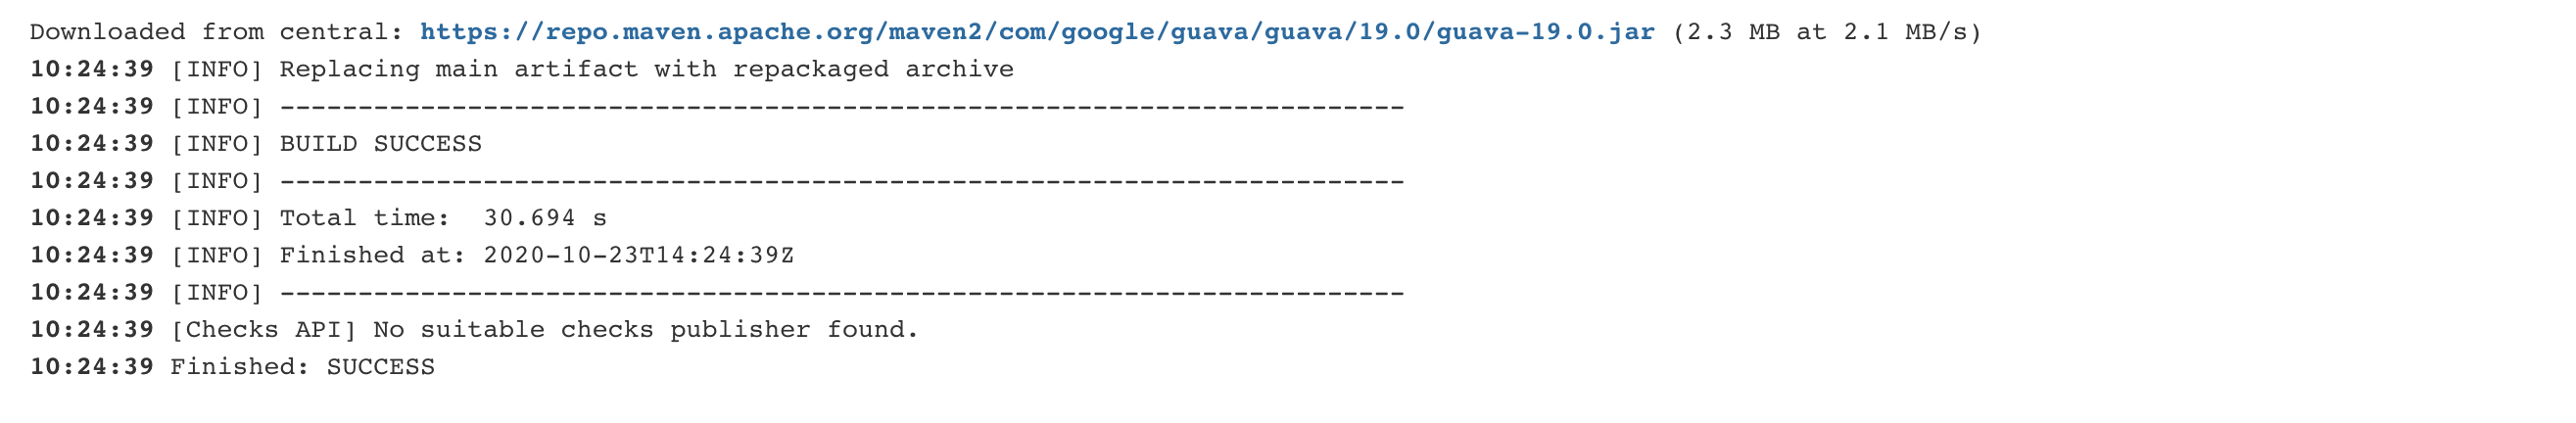 Downloaded from central: https://repo.maven.apache.org/maven2/com/google/guava/guava/19.0/guava-19.0.jar (2.3 MB at 2.1 MB/s)
10:24:39 [INFO] Replacing main artifact with repackaged archive
10:24:39 [INFO] ------------------------------------------------------------------------
10:24:39 [INFO] BUILD SUCCESS
10:24:39 [INFO] ------------------------------------------------------------------------
10:24:39 [INFO] Total time:  30.694 s
10:24:39 [INFO] Finished at: 2020-10-23T14:24:39Z
10:24:39 [INFO] ------------------------------------------------------------------------
10:24:39 [Checks API] No suitable checks publisher found.
10:24:39 Finished: SUCCESS